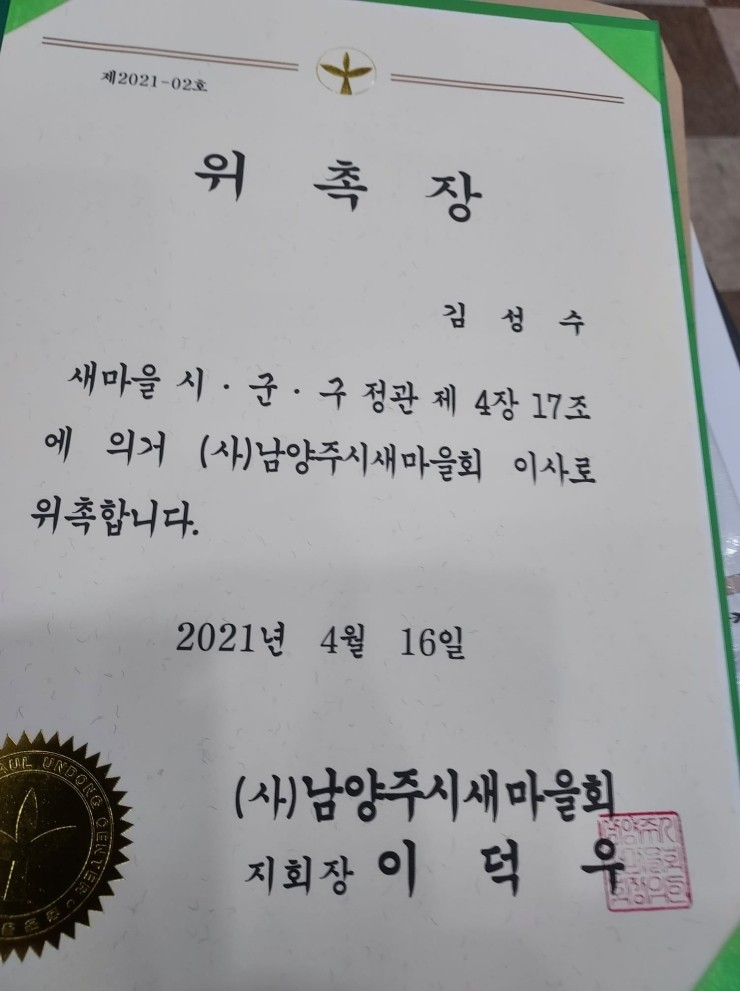 제2021-02호
위 촉 장
김 성 수
새마을 시·군·구 정관 제 4장 17조
에 의거 (사)남양주시새마을회 이사로
위촉합니다.
2021년 4월 16일
(사)남양주시새마을회
지회장 이 덕 우
AUL UNDONG CENTER